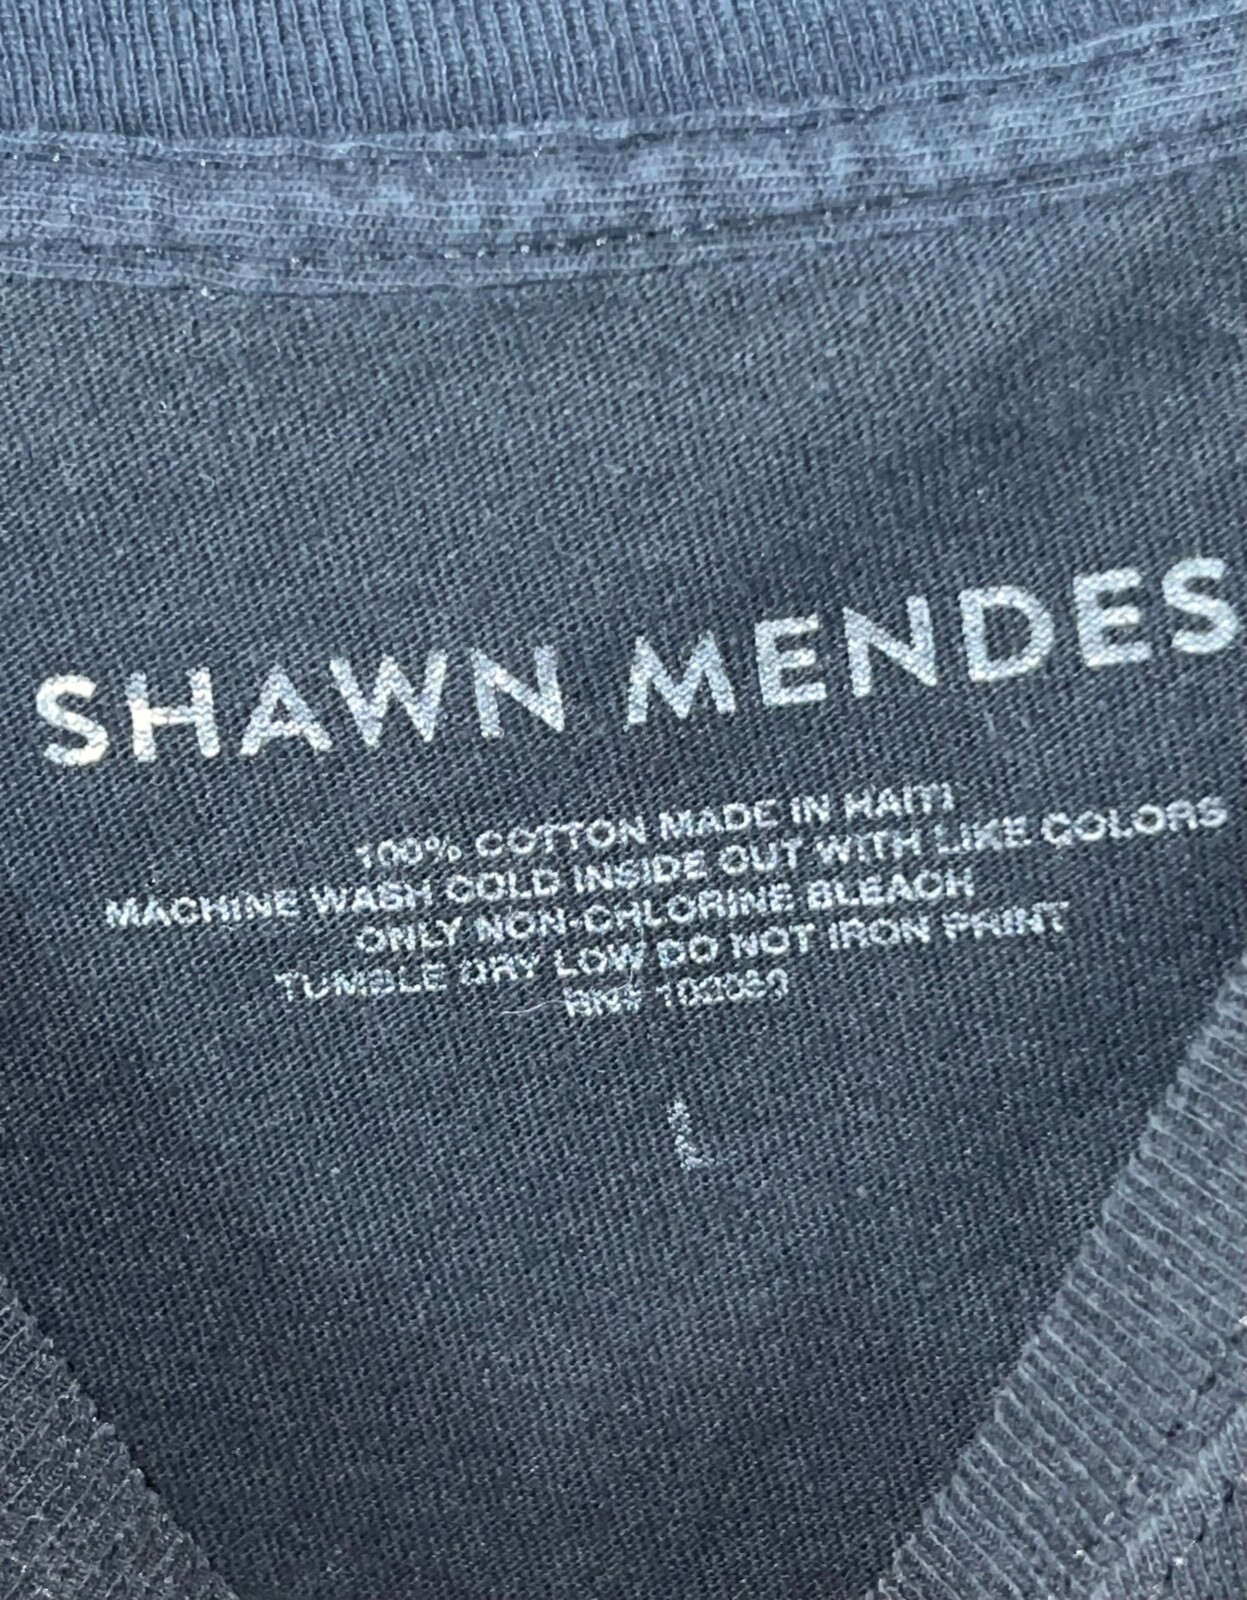 SHAWN MENDES
100% COTTON MADE IN HAITI
MACHINE WASH COLD INSIDE OUT WITH LIKE COLORS
ONLY NON-CHLORINE BLEACH
TUMBLE DRY LOW DO NOT IRON PRINT
RN#
L